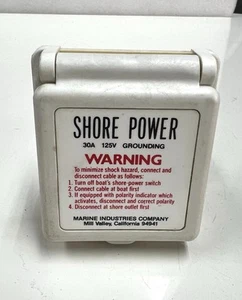 SHORE POWER
30A 125V GROUNDING
WARNING
To minimize shock hazard, connect and
disconnect cable as follows:
1. Turn off boat's shore-power switch
2. Connect cable at boat first
3. If equipped with polarity indicator which
activates, disconnect and correct polarity
4. Disconnect at shore outlet first
MARINE INDUSTRIES COMPANY
Mill Valley, California 94941